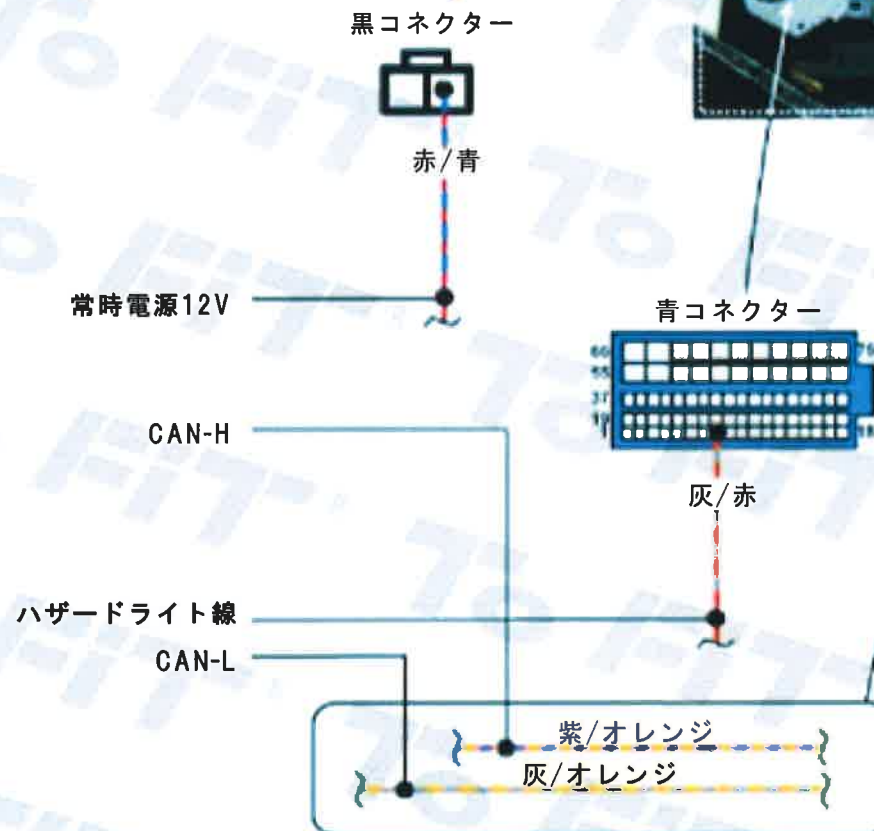 黒コネクター
赤/青
常時電源12V
青コネクター
CAN-H
灰/赤
ハザードライト線
CAN-L
紫/オレンジ
灰/オレンジ
TO FIT